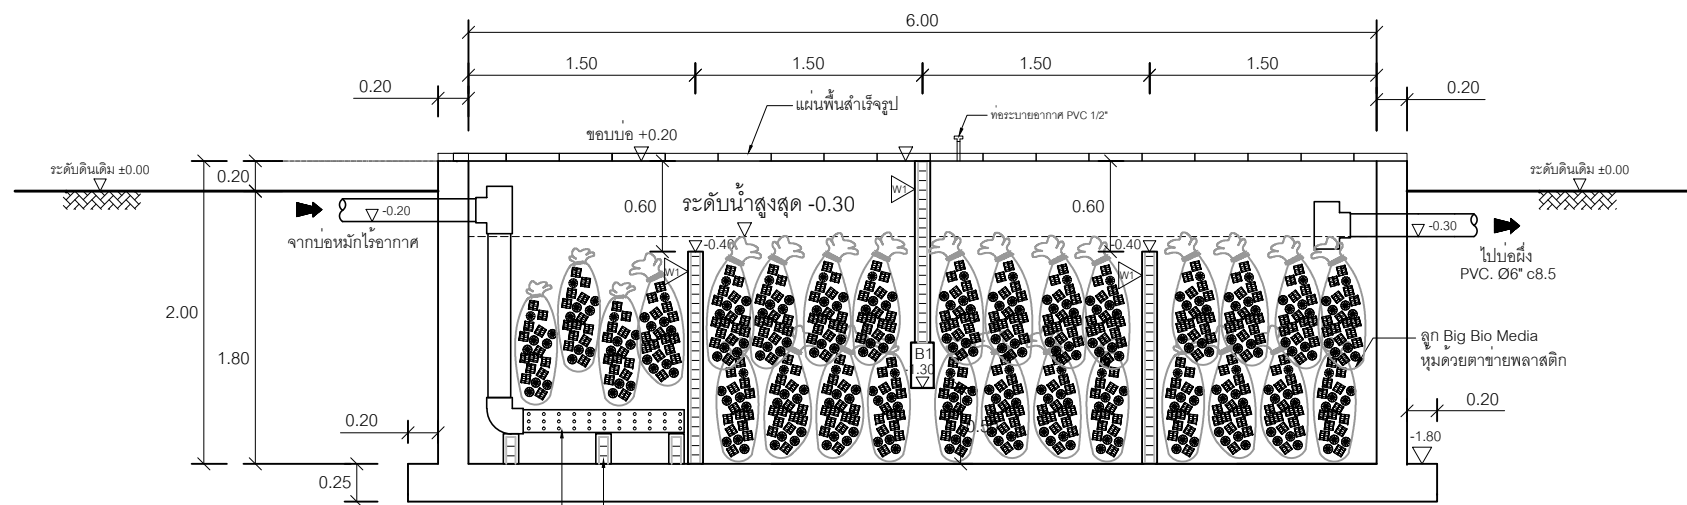 6.00
1.50
1.50
1.50
1.50
0.20
0.20
แผ่นพื้นสำเร็จรูป
ท่อระบายอากาศ PVC 1/2"
ขอบบ่อ +0.20
ระดับดินเดิม ±0.00
ระดับดินเดิม ±0.00
0.20
W1
0.60
ระดับน้ำสูงสุด -0.30
0.60
-0.20
-0.30
จากบ่อหมักไร้อากาศ
-0.40
-0.40
ไปบ่อผึ่ง
PVC. Ø6" c8.5
W1
W1
2.00
ลูก Big Bio Media
หุ้มด้วยตาข่ายพลาสติก
B1
-1.30
1.80
0.20
0.20
-1.80
0.25